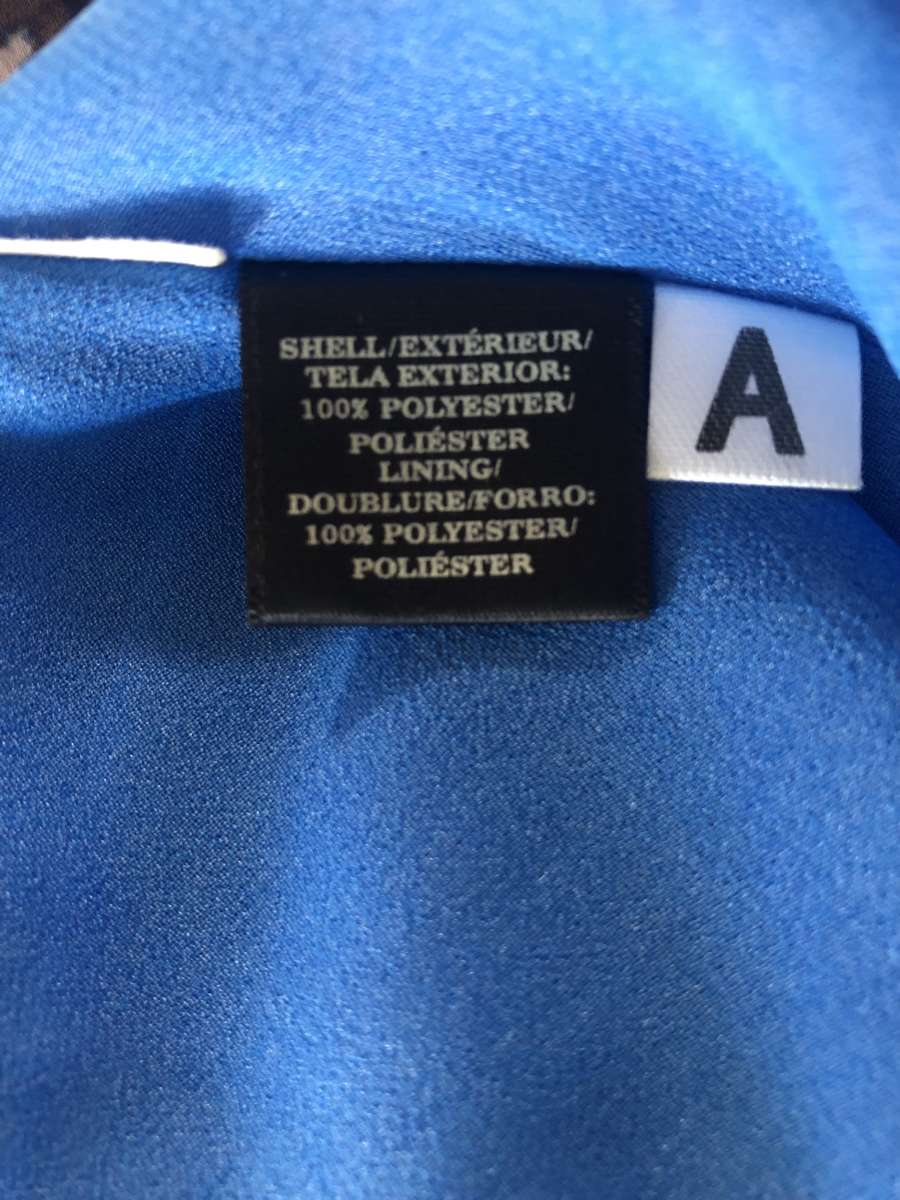 SHELL/EXTÉRIEUR/
TELA EXTERIOR:
100% POLYESTER/
POLIÉSTER
LINING/
DOUBLURE/FORRO:
100% POLYESTER/
POLIÉSTER
A